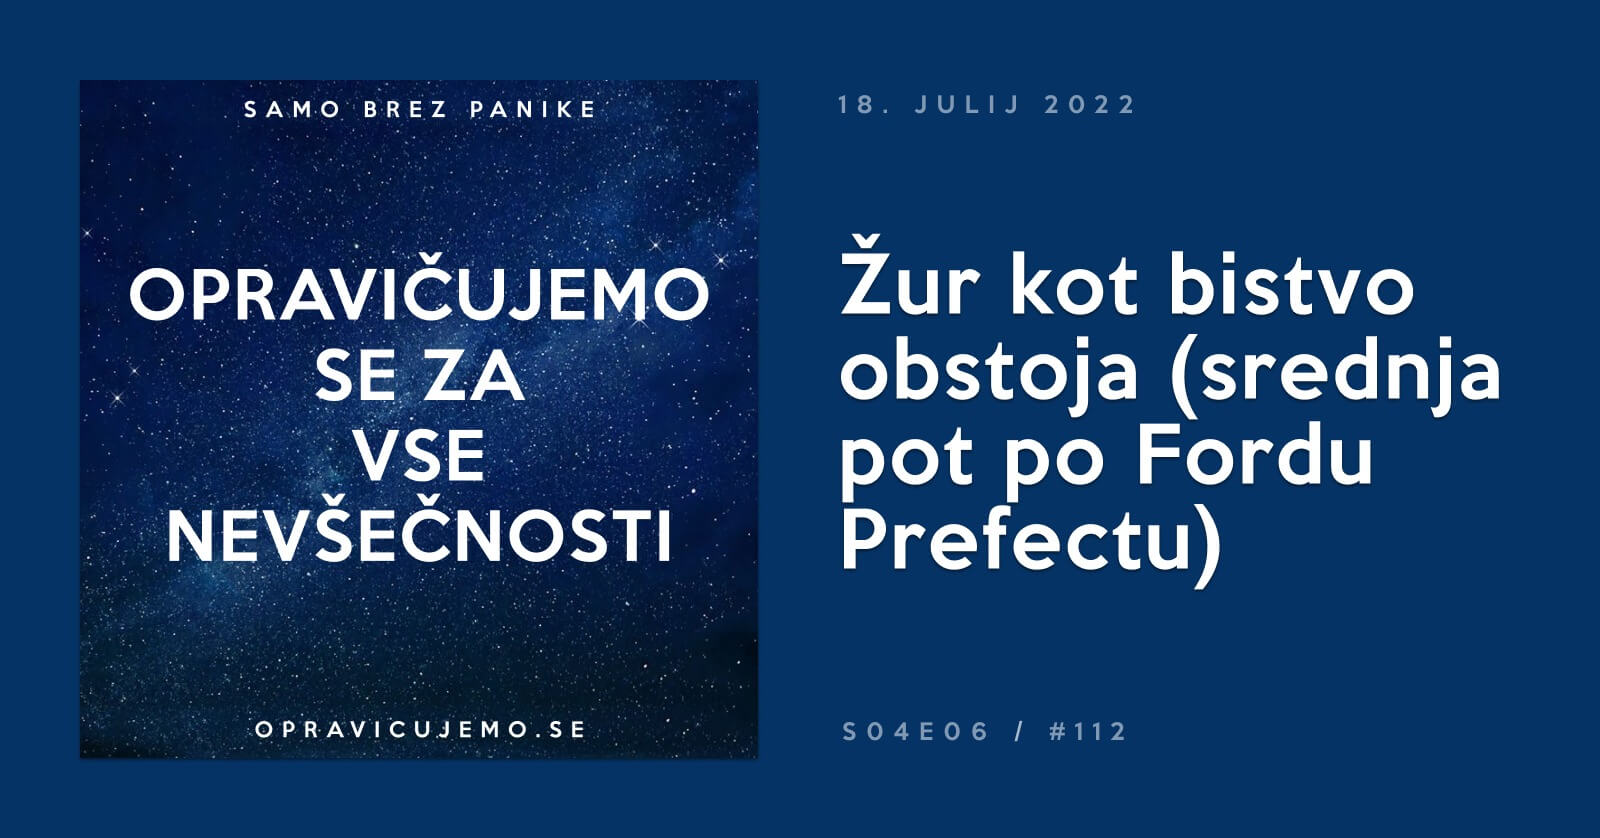 SAMO BREZ PANIKE
OPRAVIČUJEMO
SE ZA
VSE
NEVŠEČNOSTI
OPRAVICUJEMO.SE
18. JULIJ 2022
Žur kot bistvo
obstoja (srednja
pot po Fordu
Prefectu)
S04E06 / #112